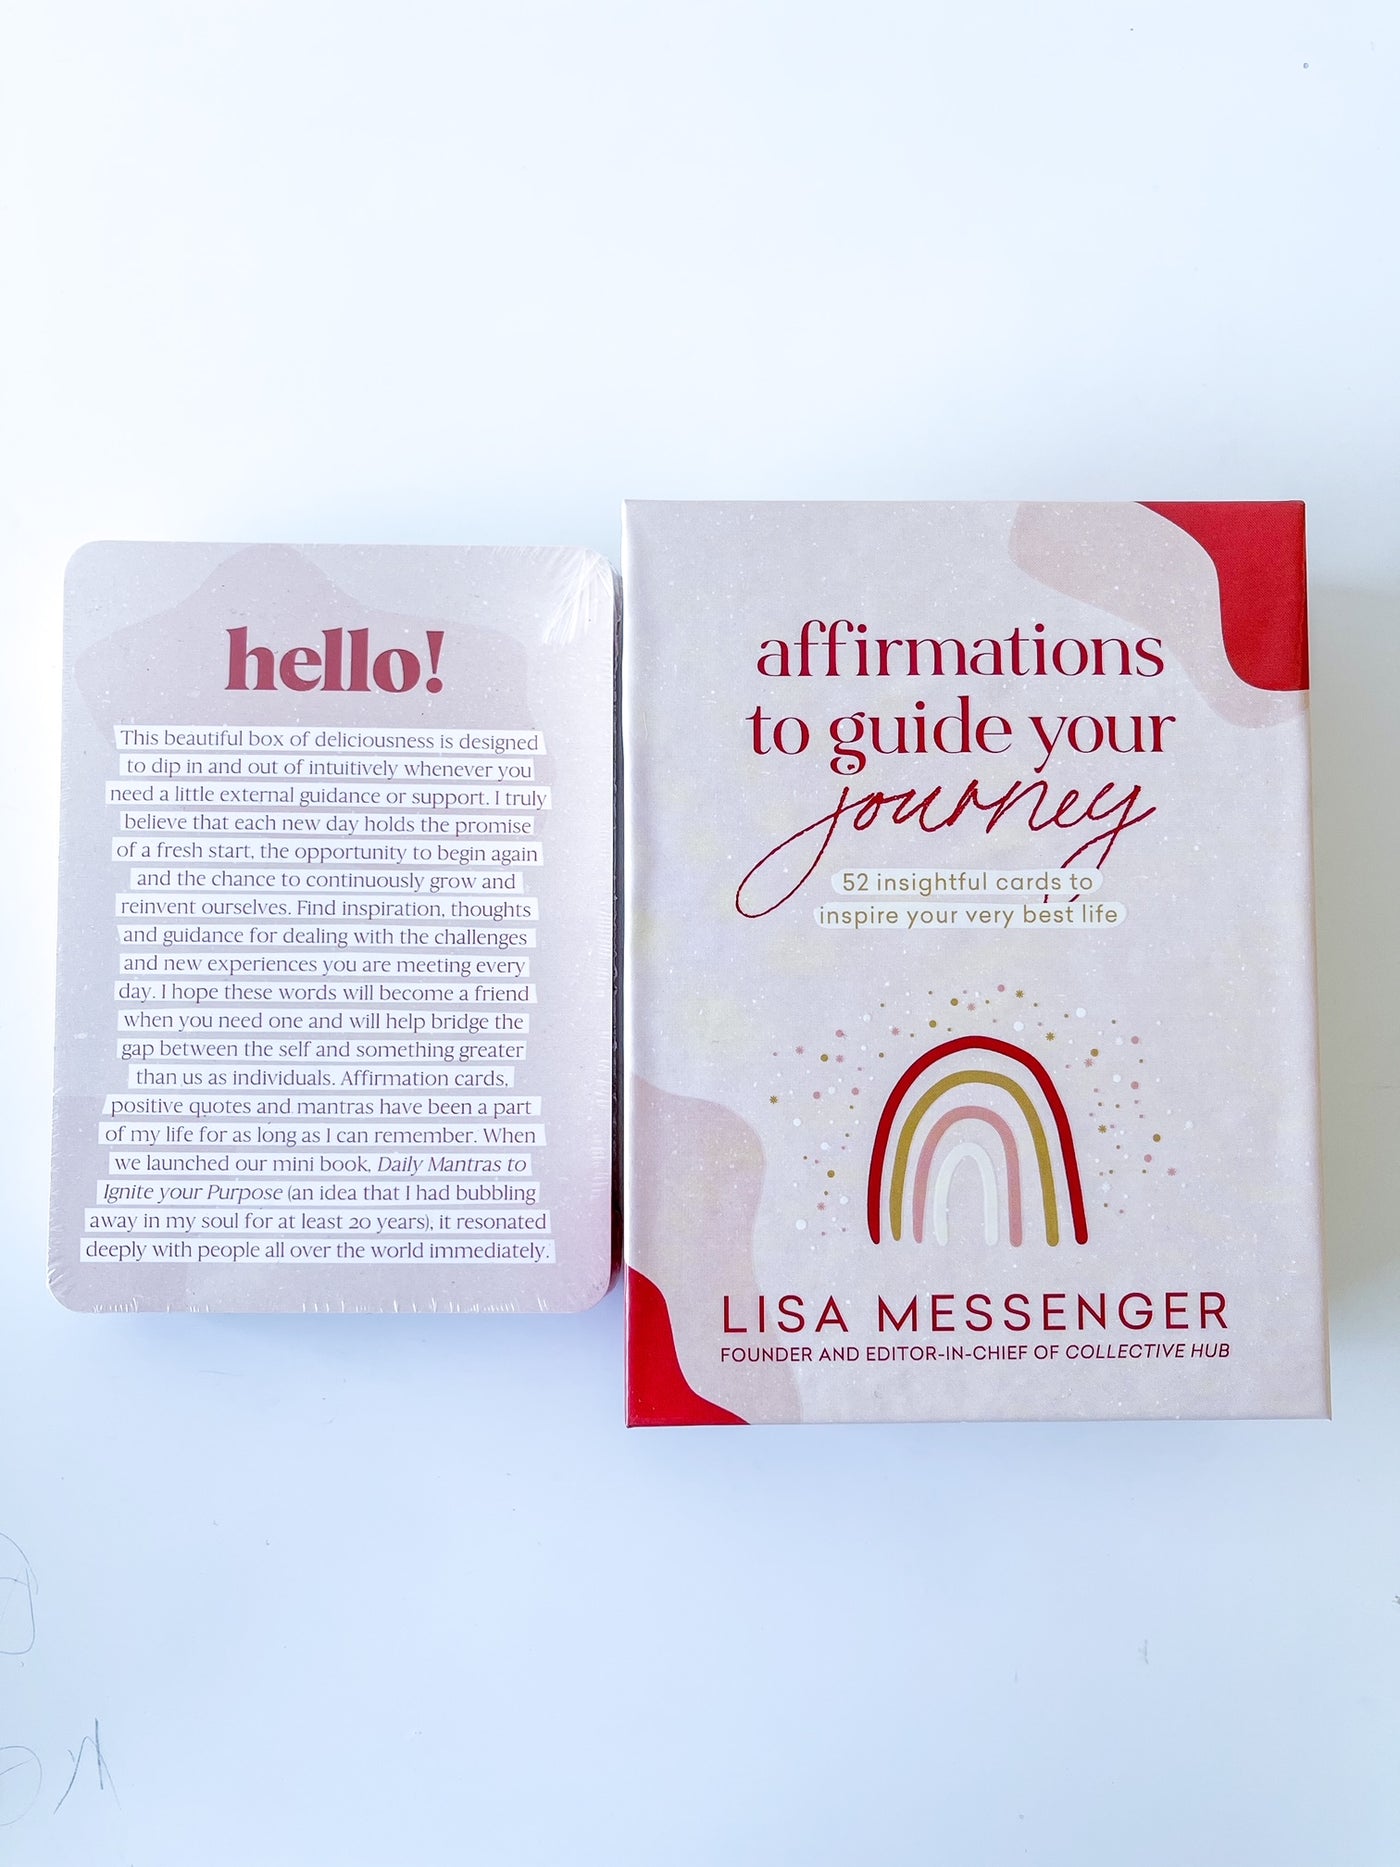 hello!
This beautiful box of deliciousness is designed
to dip in and out of intuitively whenever you
need a little external guidance or support. I truly
believe that each new day holds the promise
of a fresh start, the opportunity to begin again
and the chance to continuously grow and
reinvent ourselves. Find inspiration, thoughts
and guidance for dealing with the challenges
and new experiences you are meeting every
day. I hope these words will become a friend
when you need one and will help bridge the
gap between the self and something greater
than us as individuals. Affirmation cards,
positive quotes and mantras have been a part
of my life for as long as I can remember. When
we launched our mini book, Daily Mantras to
Ignite your Purpose (an idea that I had bubbling
away in my soul for at least 20 years), it resonated
deeply with people all over the world immediately.
affirmations
to guide your
journey
52 insightful cards to
inspire your very best life
LISA MESSENGER
FOUNDER AND EDITOR-IN-CHIEF OF COLLECTIVE HUB